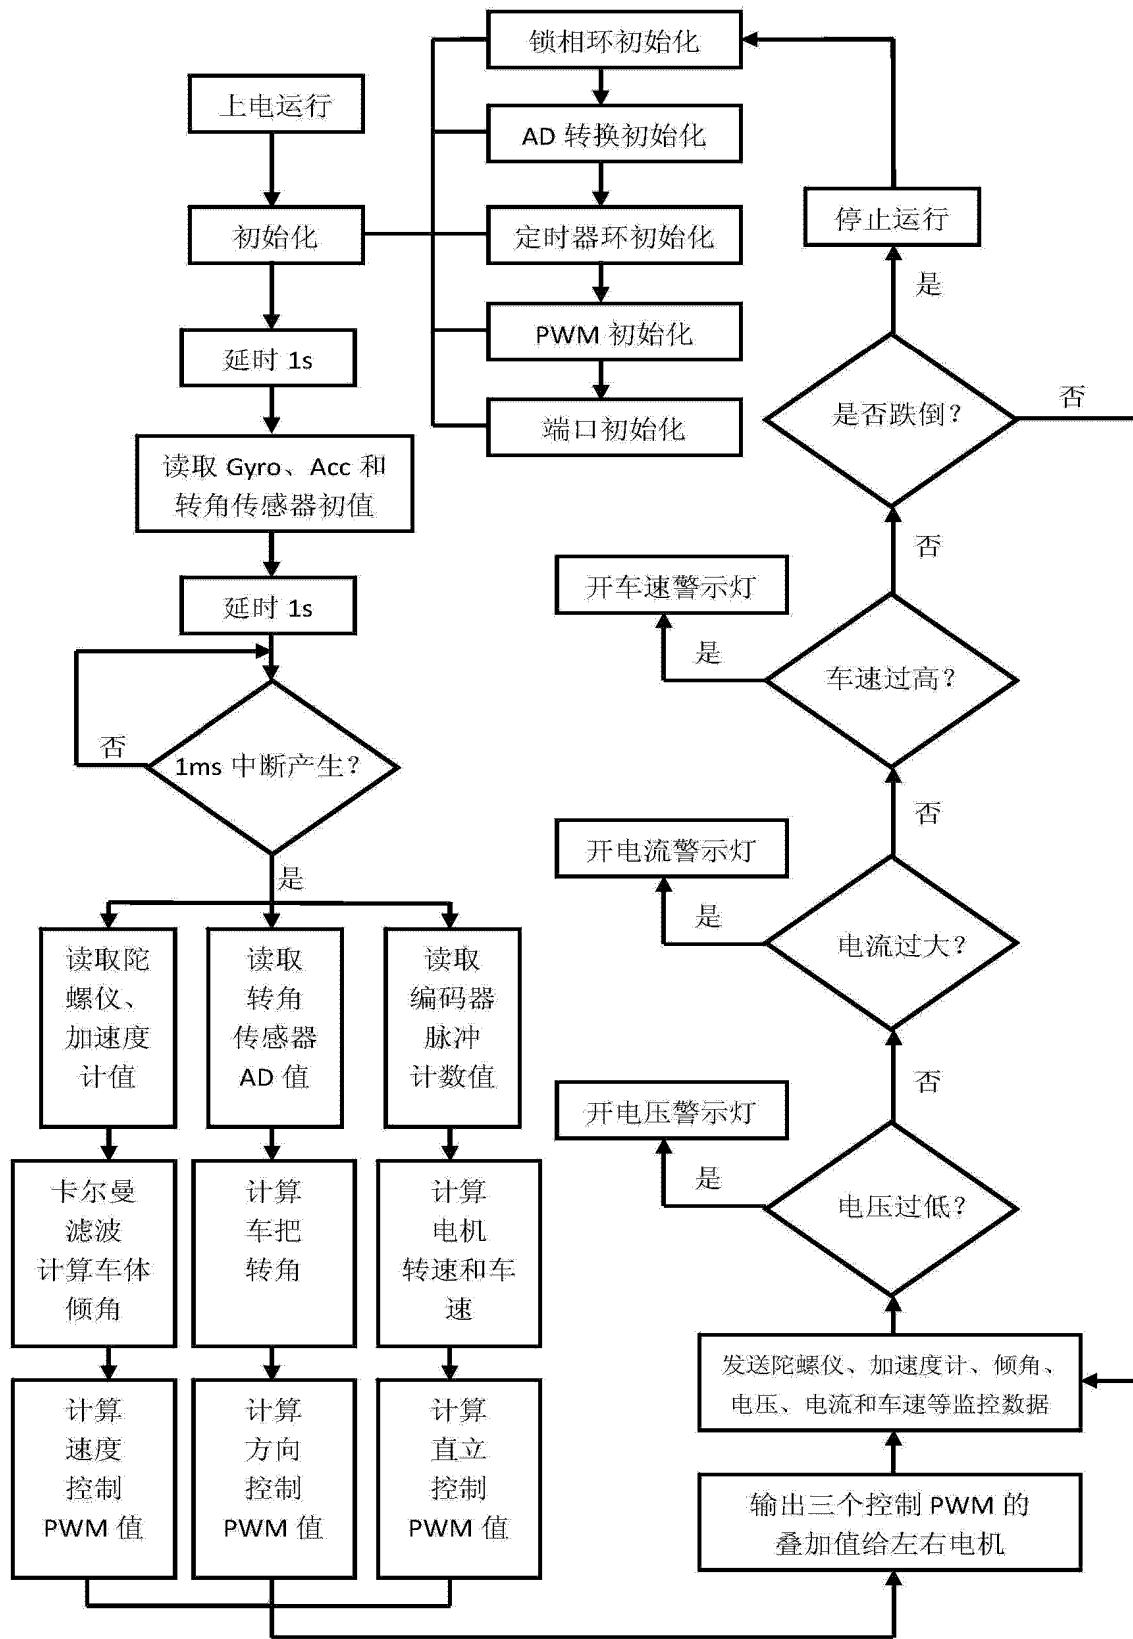 上电运行
初始化
延时 1s
读取 Gyro、Acc 和
转角传感器初值
延时 1s
否
1ms 中断产生？
是
读取陀
螺仪、
加速度
计值
读取
转角
传感器
AD 值
读取
编码器
脉冲
计数值
卡尔曼
滤波
计算车体
倾角
计算
车把
转角
计算
电机
转速和车
速
计算
速度
控制
PWM 值
计算
方向
控制
PWM 值
计算
直立
控制
PWM 值
锁相环初始化
AD 转换初始化
定时器环初始化
PWM 初始化
端口初始化
停止运行
是
是否跌倒？
否
否
开车速警示灯
是
车速过高？
否
开电流警示灯
是
电流过大？
否
开电压警示灯
是
电压过低？
发送陀螺仪、加速度计、倾角、
电压、电流和车速等监控数据
输出三个控制 PWM 的
叠加值给左右电机